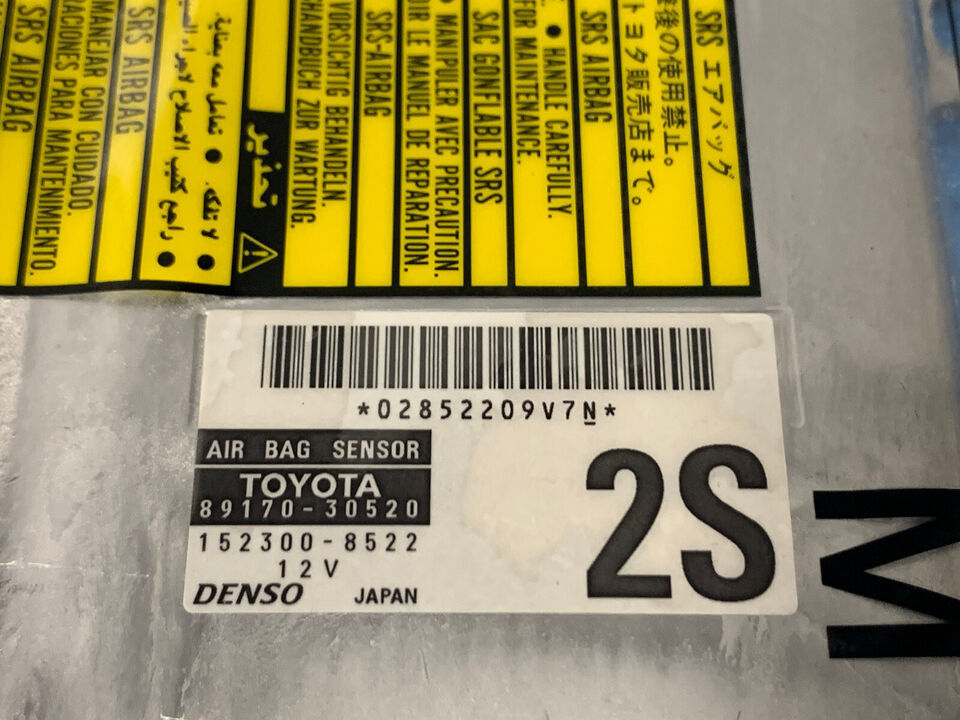 SRS エアバッグ
後の使用禁止。
トヨタ販売店まで。
SRS AIRBAG
● HANDLE CAREFULLY.
FOR MAINTENANCE.
SAC GONFLABLE SRS
● MANIPULER AVEC PRECAUTION.
LE MANUEL DE REPARATION.
SRS-AIRBAG
VORSICHTIG BEHANDELN.
HANDBUCH ZUR WARTUNG.
تحذير
SRS AIRBAG
MANEJAR CON CUIDADO.
PARA MANTENIMIENTO.
SRS AIRBAG
*02852209V7N*
AIR BAG SENSOR
TOYOTA
89170-30520
152300-8522
12V
DENSO JAPAN
2S
M